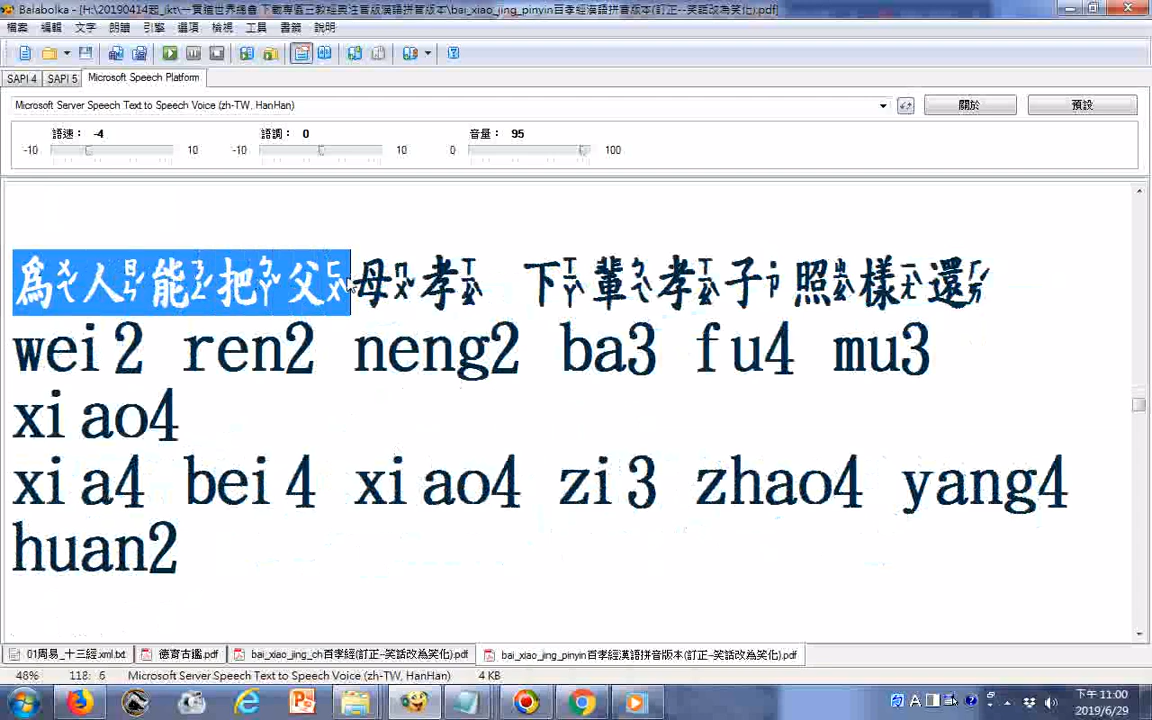 Balabolka - [H:\20190414起_jkt\一貫道世界總會 下載專區三教經典注音版漢語拼音版本\bai_xiao_jing_pinyin百孝經漢語拼音版本(訂正--笑話改為笑化).pdf]
檔案 編輯 文字 朗讀 引擎 選項 檢視 工具 書籤 說明
SAPI 4 SAPI 5 Microsoft Speech Platform
Microsoft Server Speech Text to Speech Voice (zh-TW, HanHan) 關於 預設
語速： -4 語調： 0 音量： 95
-10 10 -10 10 0 100
為人能把父母孝 下輩孝子照樣還
wei2 ren2 neng2 ba3 fu4 mu3
xiao4
xia4 bei4 xiao4 zi3 zhao4 yang4
huan2
01周易_十三經.xml.txt 德育古鑑.pdf bai_xiao_jing_ch百孝經(訂正--笑話改為笑化).pdf bai_xiao_jing_pinyin百孝經漢語拼音版本(訂正--笑話改為笑化).pdf
48% 118: 6 Microsoft Server Speech Text to Speech Voice (zh-TW, HanHan) 4 KB
下午 11:00
2019/6/29